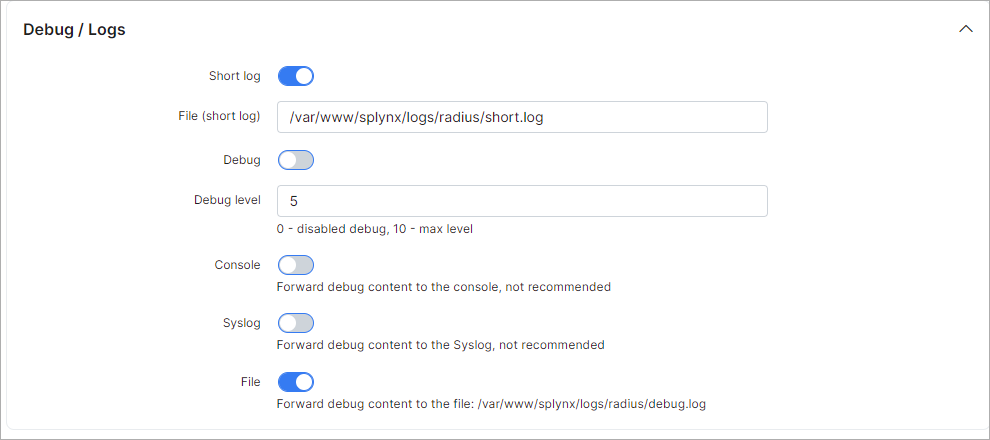 Debug / Logs
Short log
File (short log) /var/www/splynx/logs/radius/short.log
Debug
Debug level 5
0 - disabled debug, 10 - max level
Console
Forward debug content to the console, not recommended
Syslog
Forward debug content to the Syslog, not recommended
File
Forward debug content to the file: /var/www/splynx/logs/radius/debug.log